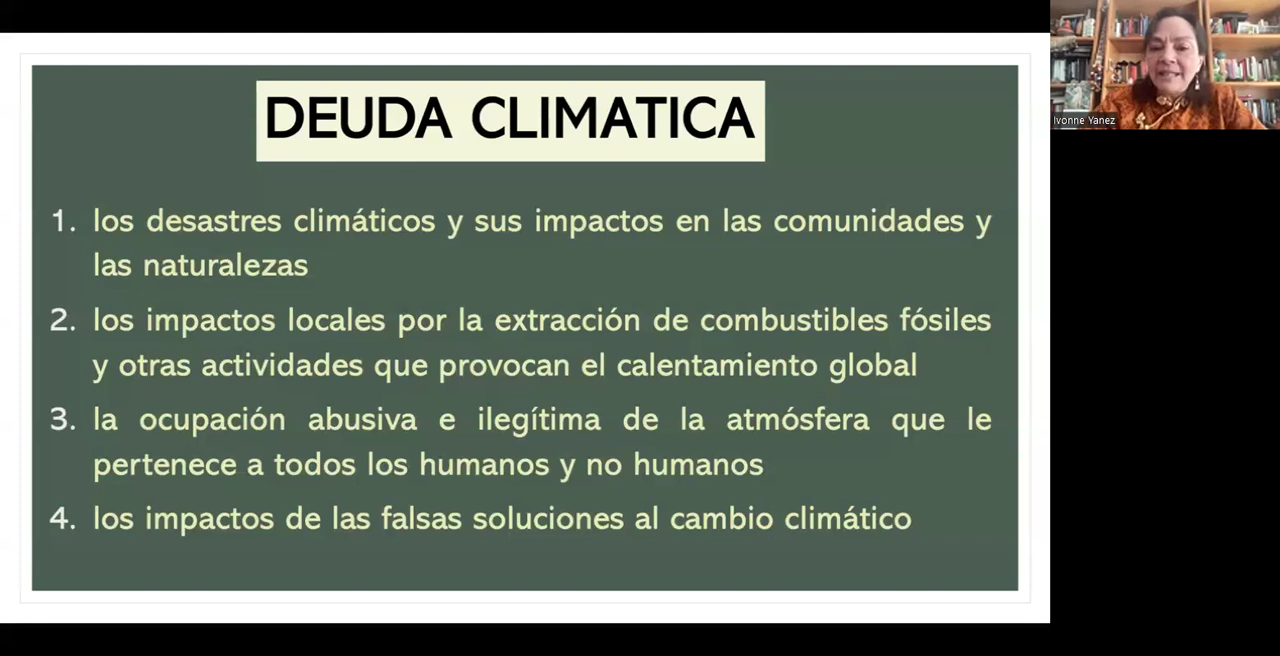 DEUDA CLIMATICA
1. los desastres climáticos y sus impactos en las comunidades y
las naturalezas
2. los impactos locales por la extracción de combustibles fósiles
y otras actividades que provocan el calentamiento global
3. la ocupación abusiva e ilegítima de la atmósfera que le
pertenece a todos los humanos y no humanos
4. los impactos de las falsas soluciones al cambio climático
Ivonne Yanez